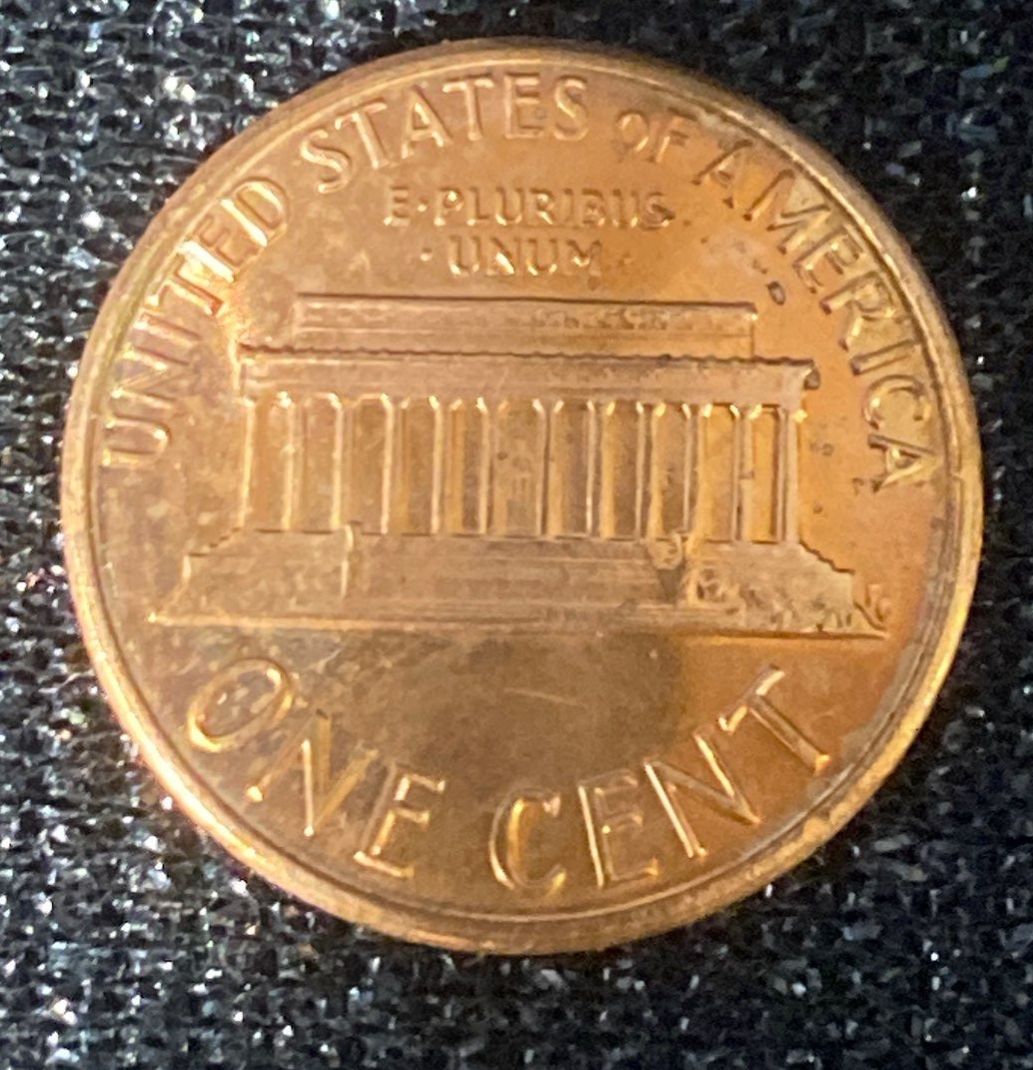 UNITED STATES OF AMERICA
E·PLURIBUS
·UNUM·
ONE CENT